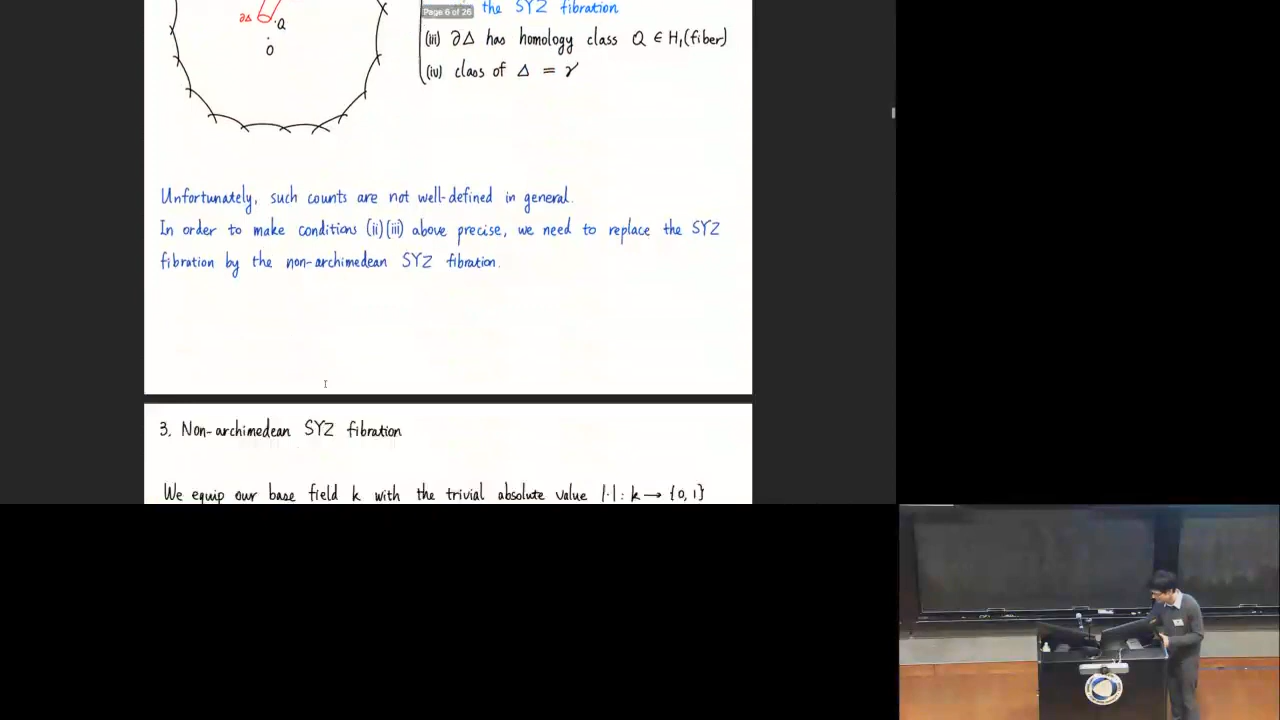 ∂Δ
Q
O
Page 6 of 26
the SYZ fibration
(iii) ∂Δ has homology class Q ∈ H₁(fiber)
(iv) class of Δ = γ
Unfortunately, such counts are not well-defined in general.
In order to make conditions (ii)(iii) above precise, we need to replace the SYZ
fibration by the non-archimedean SYZ fibration.
3. Non-archimedean SYZ fibration
We equip our base field k with the trivial absolute value |·| : k → {0, 1}